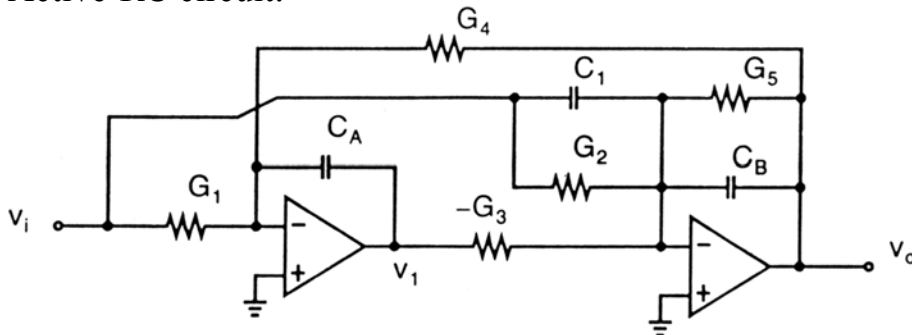 Active RC circuit.
G4
C1
G5
CA
G2
CB
G1
vi
−G3
−
+
v1
−
+
vo